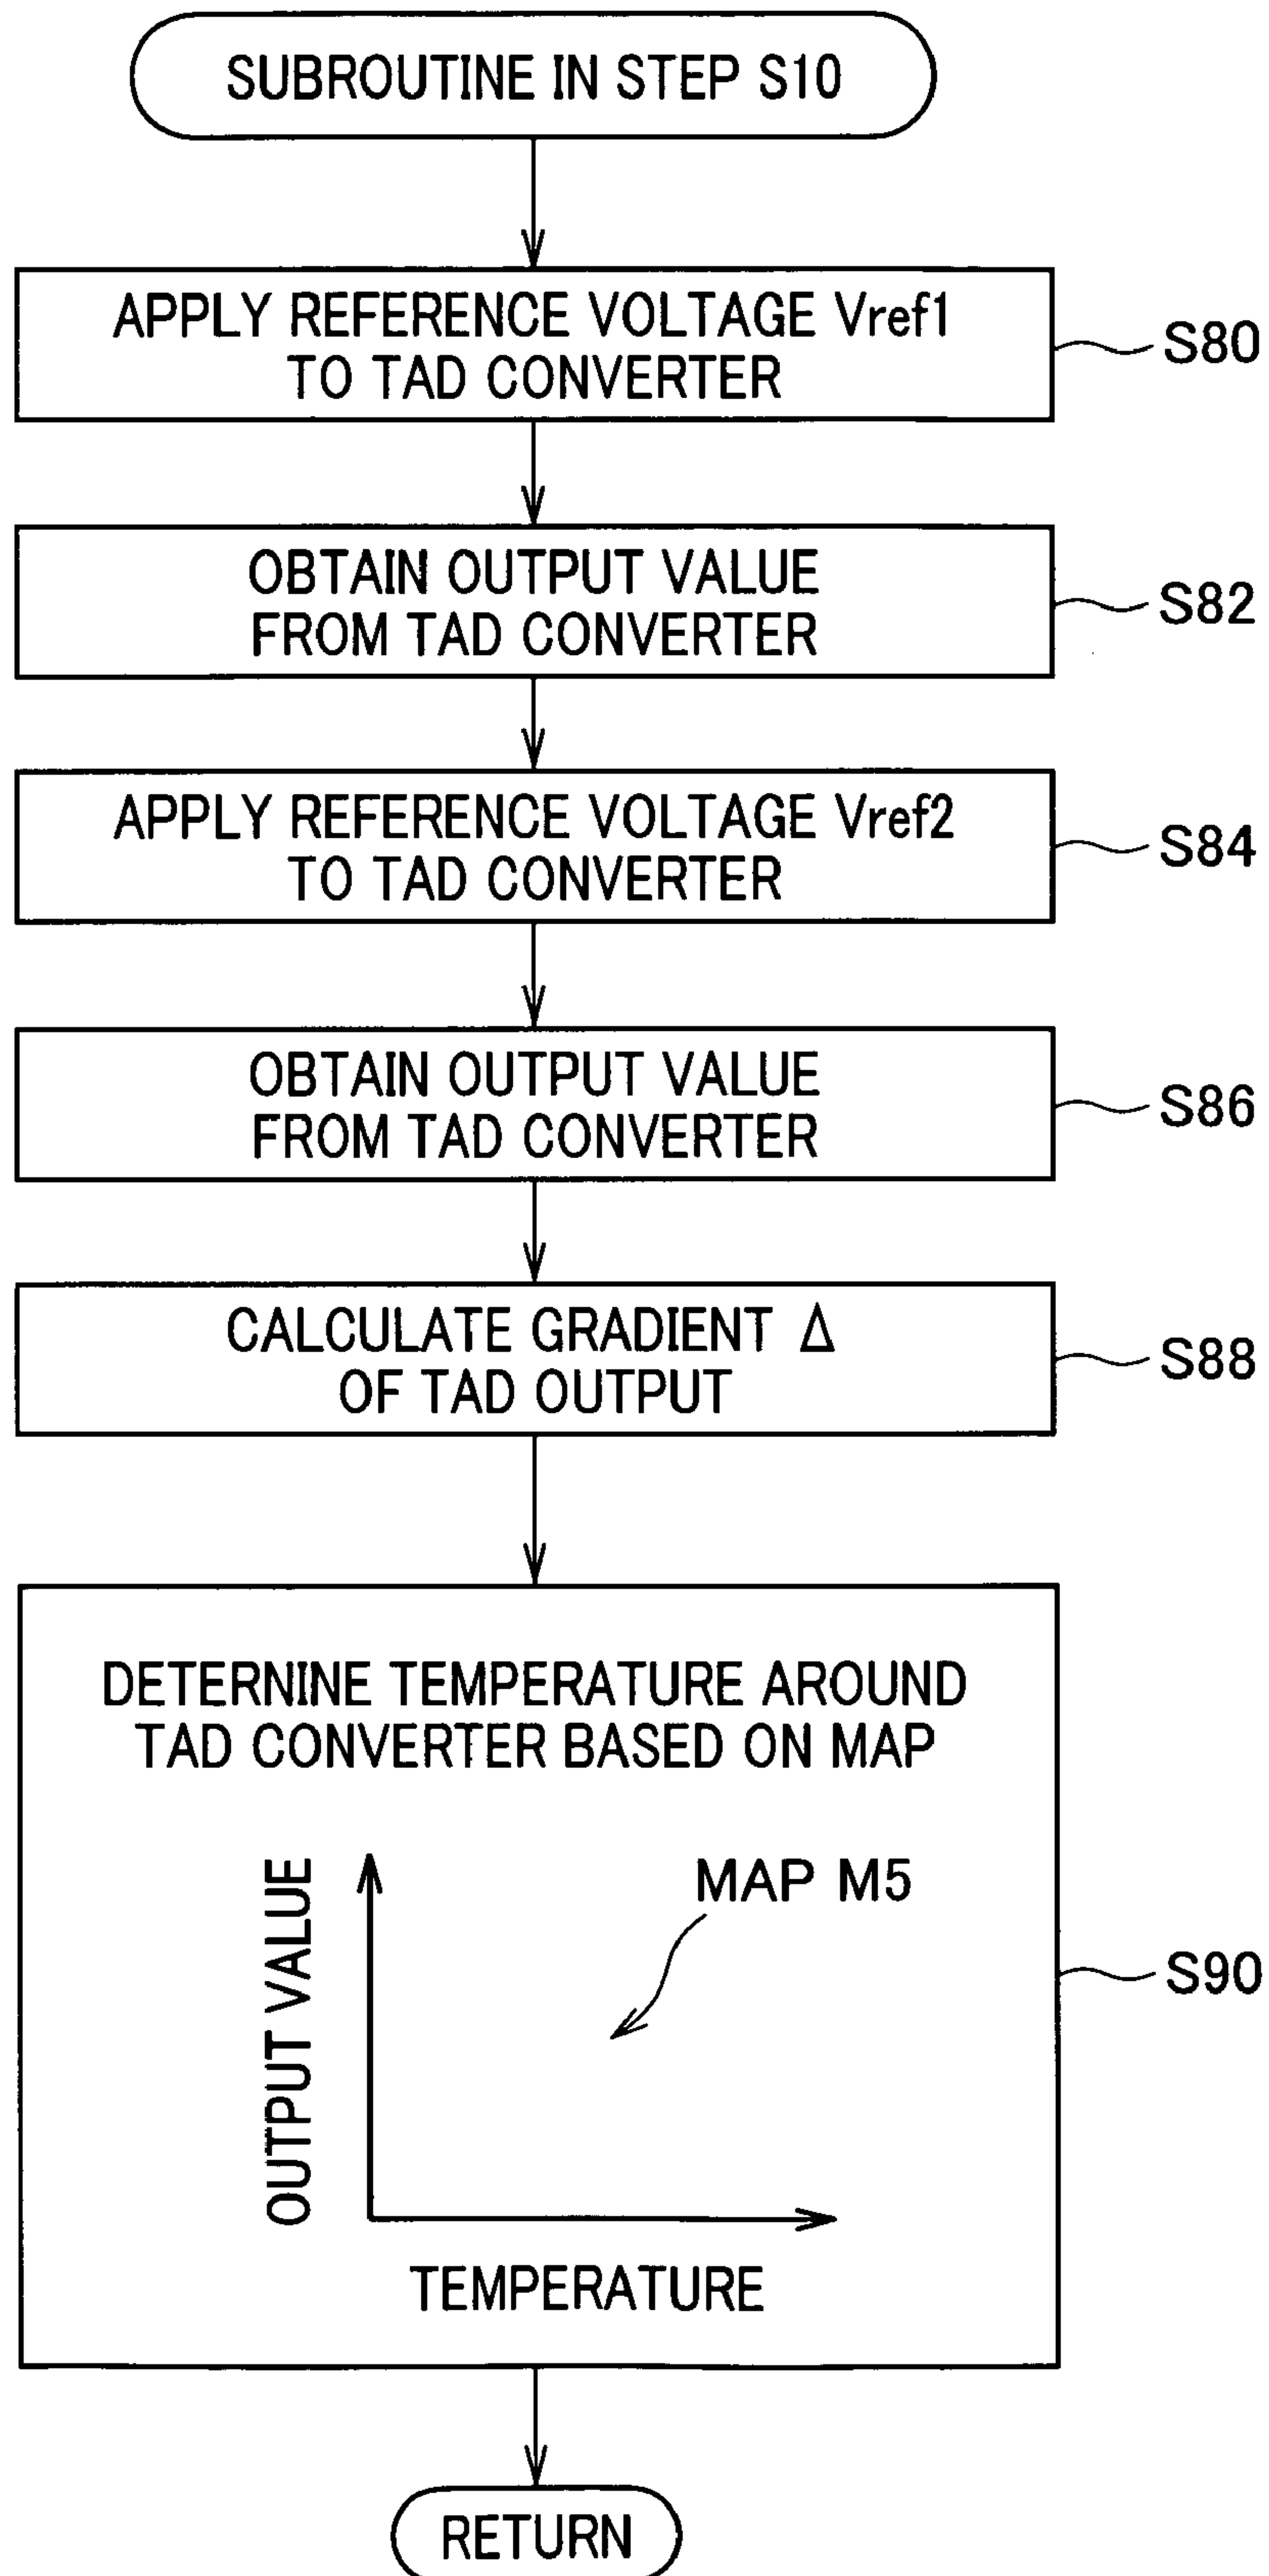 SUBROUTINE IN STEP S10
APPLY REFERENCE VOLTAGE Vref1
TO TAD CONVERTER
S80
OBTAIN OUTPUT VALUE
FROM TAD CONVERTER
S82
APPLY REFERENCE VOLTAGE Vref2
TO TAD CONVERTER
S84
OBTAIN OUTPUT VALUE
FROM TAD CONVERTER
S86
CALCULATE GRADIENT Δ
OF TAD OUTPUT
S88
DETERNINE TEMPERATURE AROUND
TAD CONVERTER BASED ON MAP
OUTPUT VALUE
MAP M5
S90
TEMPERATURE
RETURN